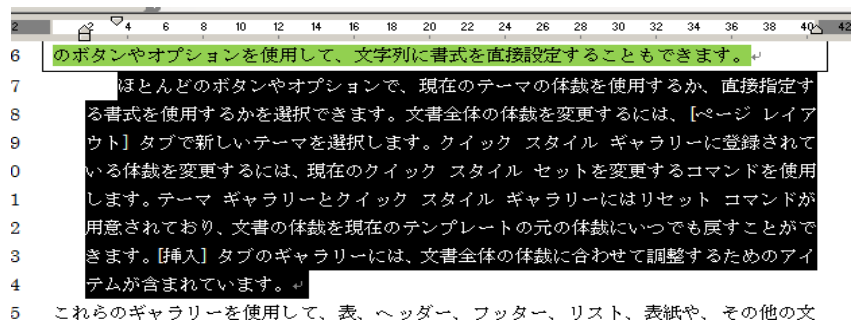 2 2 4 6 8 10 12 14 16 18 20 22 24 26 28 30 32 34 36 38 40 42
6 のボタンやオプションを使用して、文字列に書式を直接設定することもできます。↵
7 ほとんどのボタンやオプションで、現在のテーマの体裁を使用するか、直接指定す
8 る書式を使用するかを選択できます。文書全体の体裁を変更するには、[ページ レイア
9 ウト] タブで新しいテーマを選択します。クイック スタイル ギャラリーに登録されて
0 いる体裁を変更するには、現在のクイック スタイル セットを変更するコマンドを使用
1 します。テーマ ギャラリーとクイック スタイル ギャラリーにはリセット コマンドが
2 用意されており、文書の体裁を現在のテンプレートの元の体裁にいつでも戻すことがで
3 きます。[挿入] タブのギャラリーには、文書全体の体裁に合わせて調整するためのアイ
4 テムが含まれています。↵
5 これらのギャラリーを使用して、表、ヘッダー、フッター、リスト、表紙や、その他の文